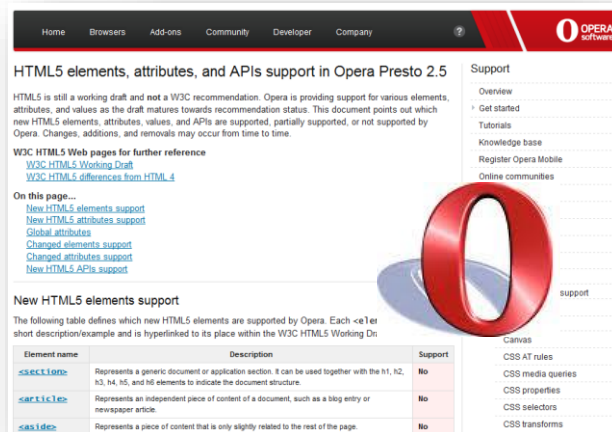 Home Browsers Add-ons Community Developer Company ?
OPERA
software
HTML5 elements, attributes, and APIs support in Opera Presto 2.5
HTML5 is still a working draft and not a W3C recommendation. Opera is providing support for various elements,
attributes, and values as the draft matures towards recommendation status. This document points out which
new HTML5 elements, attributes, values, and APIs are supported, partially supported, or not supported by
Opera. Changes, additions, and removals may occur from time to time.
W3C HTML5 Web pages for further reference
W3C HTML5 Working Draft
W3C HTML5 differences from HTML 4
On this page...
New HTML5 elements support
New HTML5 attributes support
Global attributes
Changed elements support
Changed attributes support
New HTML5 APIs support
New HTML5 elements support
The following table defines which new HTML5 elements are supported by Opera. Each <eler
short description/example and is hyperlinked to its place within the W3C HTML5 Working Dra
Element name Description Support
<section> Represents a generic document or application section. It can be used together with the h1, h2, No
h3, h4, h5, and h6 elements to indicate the document structure.
<article> Represents an independent piece of content of a document, such as a blog entry or No
newspaper article.
<aside> Represents a piece of content that is only slightly related to the rest of the page. No
Support
Overview
Get started
Tutorials
Knowledge base
Register Opera Mobile
Online communities
support
Canvas
CSS AT rules
CSS media queries
CSS properties
CSS selectors
CSS transforms